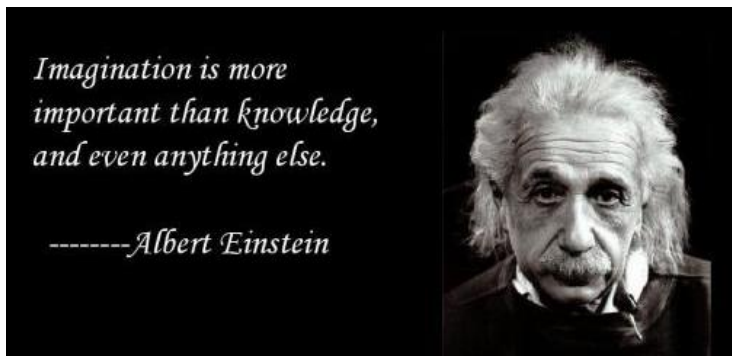 Imagination is more
important than knowledge,
and even anything else.
--------Albert Einstein